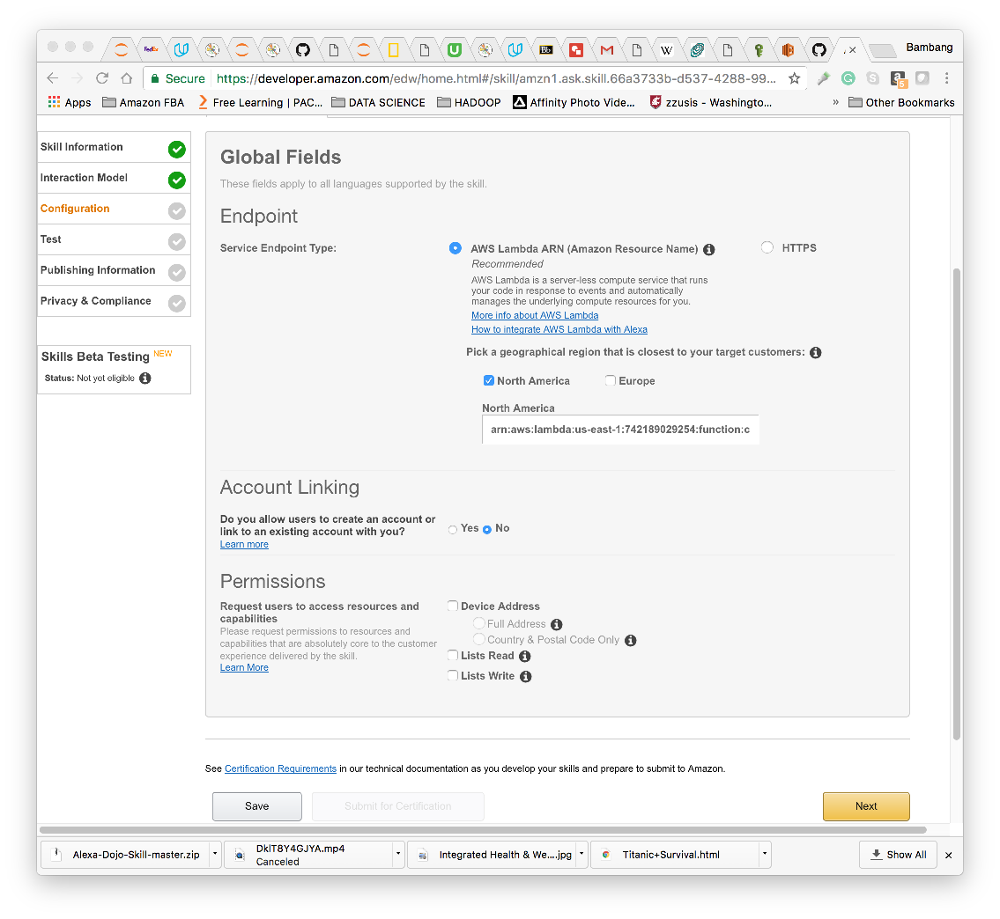 Bambang
Secure https://developer.amazon.com/edw/home.html#/skill/amzn1.ask.skill.66a3733b-d537-4288-99...
Apps Amazon FBA Free Learning | PAC... DATA SCIENCE HADOOP Affinity Photo Vide... zzusis - Washingto... » Other Bookmarks
Skill Information
Interaction Model
Configuration
Test
Publishing Information
Privacy & Compliance
Skills Beta Testing NEW
Status: Not yet eligible
Global Fields
These fields apply to all languages supported by the skill.
Endpoint
Service Endpoint Type:
AWS Lambda ARN (Amazon Resource Name) HTTPS
Recommended
AWS Lambda is a server-less compute service that runs
your code in response to events and automatically
manages the underlying compute resources for you.
More info about AWS Lambda
How to integrate AWS Lambda with Alexa
Pick a geographical region that is closest to your target customers:
North America Europe
North America
arn:aws:lambda:us-east-1:742189029254:function:c
Account Linking
Do you allow users to create an account or
link to an existing account with you?
Yes No
Learn more
Permissions
Request users to access resources and
capabilities
Please request permissions to resources and
capabilities that are absolutely core to the customer
experience delivered by the skill.
Learn More
Device Address
Full Address
Country & Postal Code Only
Lists Read
Lists Write
See Certification Requirements in our technical documentation as you develop your skills and prepare to submit to Amazon.
Save Submit for Certification Next
Alexa-Dojo-Skill-master.zip
DkIT8Y4GJYA.mp4
Canceled
Integrated Health & We....jpg
Titanic+Survival.html
Show All